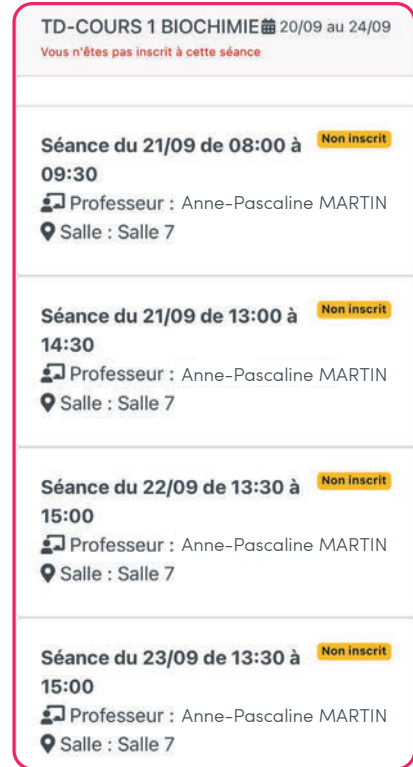 TD-COURS 1 BIOCHIMIE 20/09 au 24/09
Vous n'êtes pas inscrit à cette séance
Séance du 21/09 de 08:00 à Non inscrit
09:30
Professeur : Anne-Pascaline MARTIN
Salle : Salle 7
Séance du 21/09 de 13:00 à Non inscrit
14:30
Professeur : Anne-Pascaline MARTIN
Salle : Salle 7
Séance du 22/09 de 13:30 à Non inscrit
15:00
Professeur : Anne-Pascaline MARTIN
Salle : Salle 7
Séance du 23/09 de 13:30 à Non inscrit
15:00
Professeur : Anne-Pascaline MARTIN
Salle : Salle 7